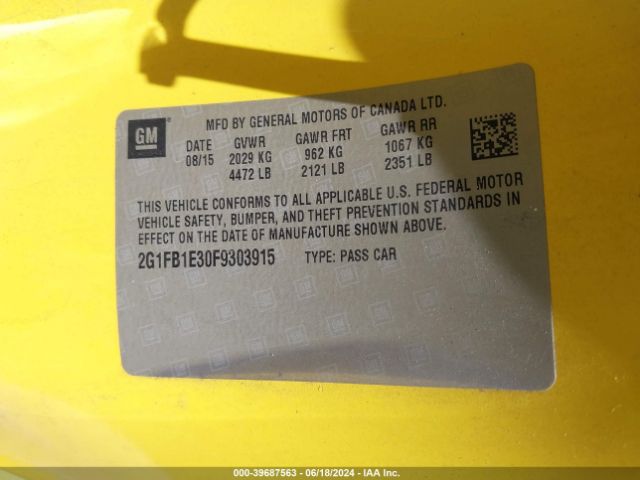 GM
MFD BY GENERAL MOTORS OF CANADA LTD.
DATE GVWR GAWR FRT GAWR RR
08/15 2029 KG 962 KG 1067 KG
4472 LB 2121 LB 2351 LB
THIS VEHICLE CONFORMS TO ALL APPLICABLE U.S. FEDERAL MOTOR
VEHICLE SAFETY, BUMPER, AND THEFT PREVENTION STANDARDS IN
EFFECT ON THE DATE OF MANUFACTURE SHOWN ABOVE.
2G1FB1E30F9303915 TYPE: PASS CAR
000-39687563 - 06/18/2024 - IAA Inc.